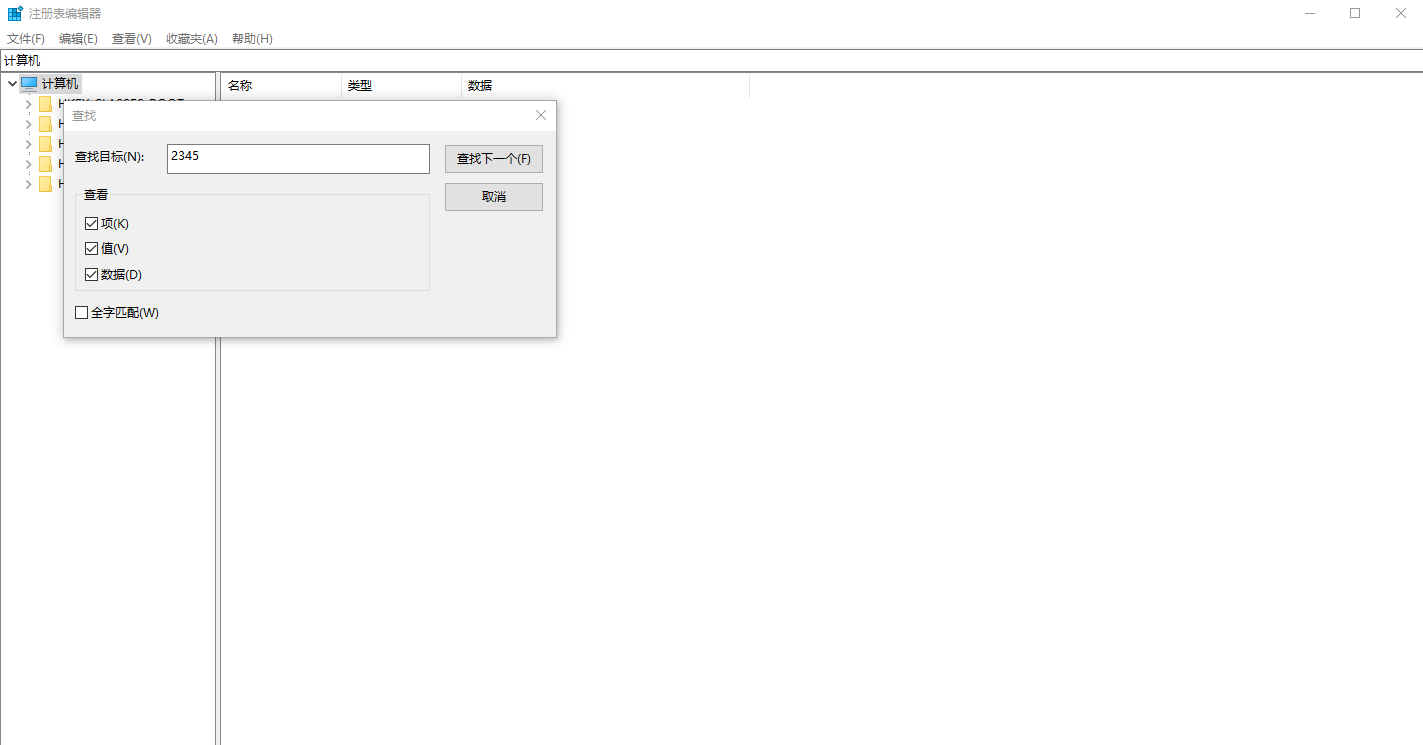 注册表编辑器
文件(F) 编辑(E) 查看(V) 收藏夹(A) 帮助(H)
计算机
计算机
名称 类型 数据
查找
查找目标(N): 2345 查找下一个(F)
取消
查看
项(K)
值(V)
数据(D)
全字匹配(W)